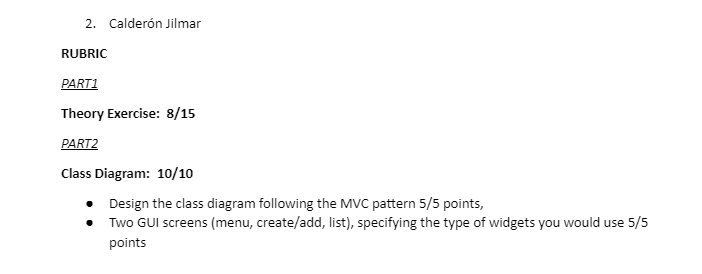 2. Calderón Jilmar
RUBRIC
PART1
Theory Exercise: 8/15
PART2
Class Diagram: 10/10
● Design the class diagram following the MVC pattern 5/5 points,
● Two GUI screens (menu, create/add, list), specifying the type of widgets you would use 5/5
points